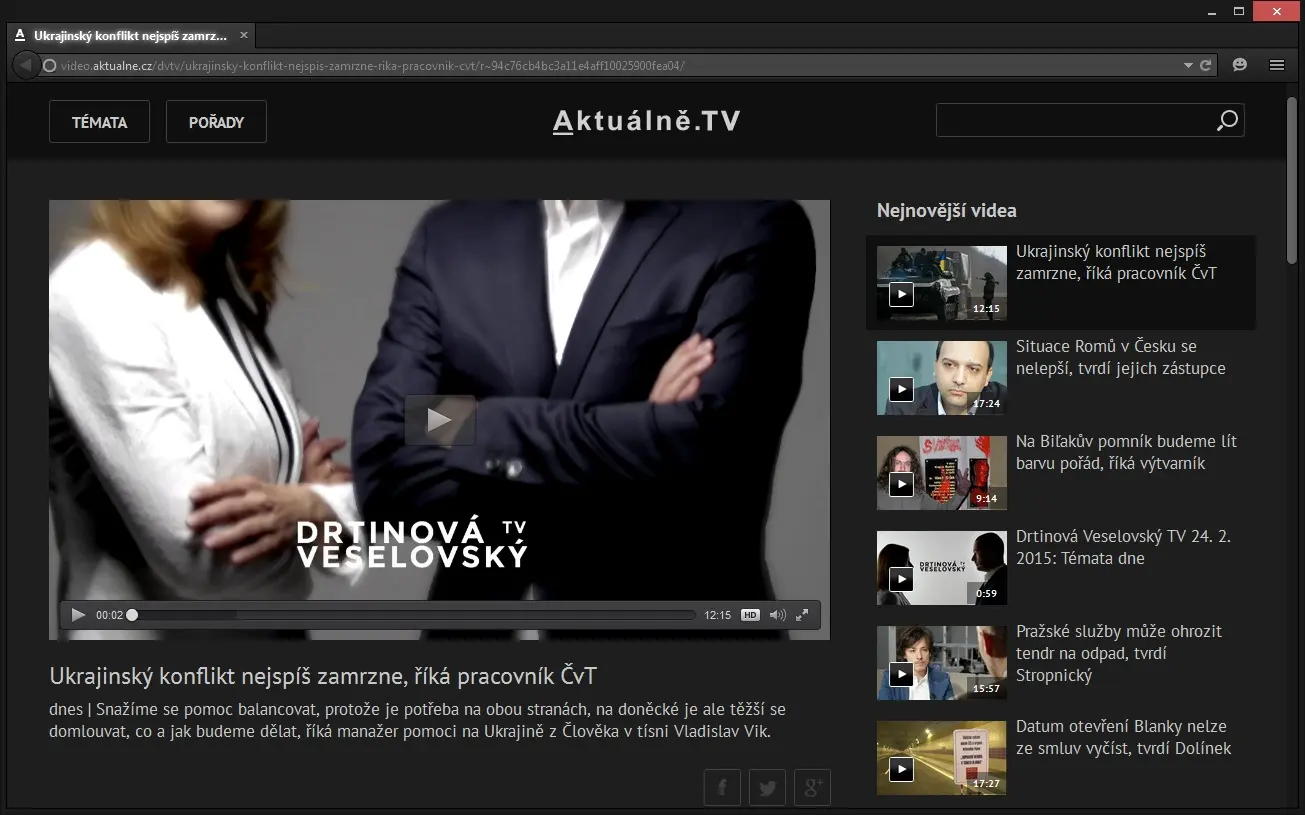 A Ukrajinský konflikt nejspíš zamrz...
video.aktualne.cz/dvtv/ukrajinsky-konflikt-nejspis-zamrzne-rika-pracovnik-cvt/r~94c76cb4bc3a11e4aff10025900fea04/
TÉMATA
POŘADY
Aktuálně.TV
DRTINOVÁ TV
VESELOVSKÝ
00:02
12:15
HD
Ukrajinský konflikt nejspíš zamrzne, říká pracovník ČvT
dnes | Snažíme se pomoc balancovat, protože je potřeba na obou stranách, na doněcké je ale těžší se
domlouvat, co a jak budeme dělat, říká manažer pomoci na Ukrajině z Člověka v tísni Vladislav Vik.
f
g+
Nejnovější videa
Ukrajinský konflikt nejspíš
zamrzne, říká pracovník ČvT
12:15
Situace Romů v Česku se
nelepší, tvrdí jejich zástupce
17:24
Na Biľakův pomník budeme lít
barvu pořád, říká výtvarník
9:14
Drtinová Veselovský TV 24. 2.
2015: Témata dne
DRTINOVÁ TV
VESELOVSKÝ
0:59
Pražské služby může ohrozit
tendr na odpad, tvrdí
Stropnický
15:57
Datum otevření Blanky nelze
ze smluv vyčíst, tvrdí Dolínek
17:27